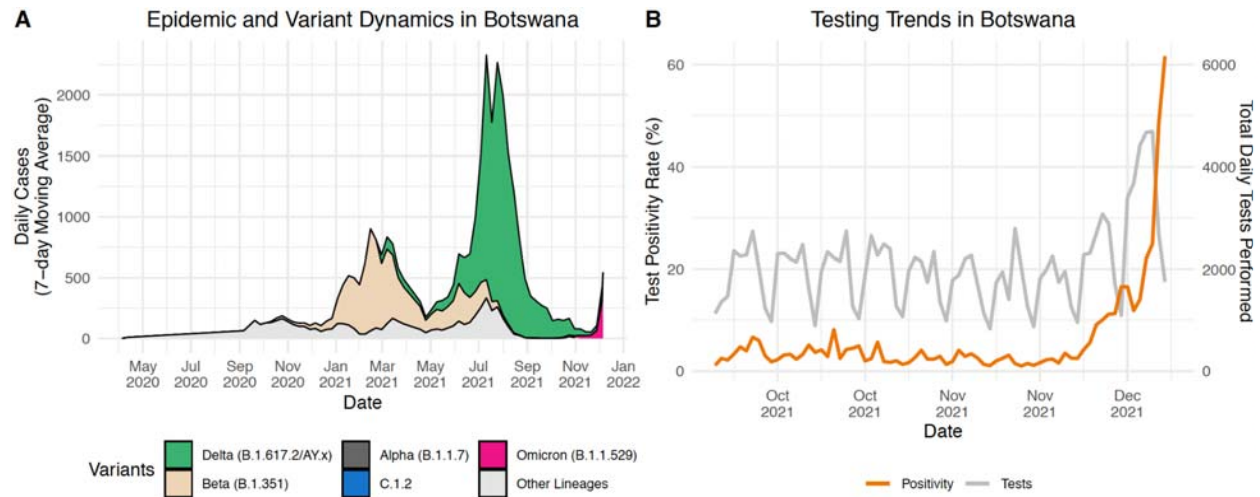 A
Epidemic and Variant Dynamics in Botswana
Daily Cases
(7−day Moving Average)
2000
1500
1000
500
0
May
2020
Jul
2020
Sep
2020
Nov
2020
Jan
2021
Mar
2021
May
2021
Jul
2021
Sep
2021
Nov
2021
Jan
2022
Date
Variants
Delta (B.1.617.2/AY.x)
Alpha (B.1.1.7)
Omicron (B.1.1.529)
Beta (B.1.351)
C.1.2
Other Lineages
B
Testing Trends in Botswana
Test Positivity Rate (%)
60
40
20
0
Total Daily Tests Performed
6000
4000
2000
0
Oct
2021
Oct
2021
Nov
2021
Nov
2021
Dec
2021
Date
Positivity
Tests